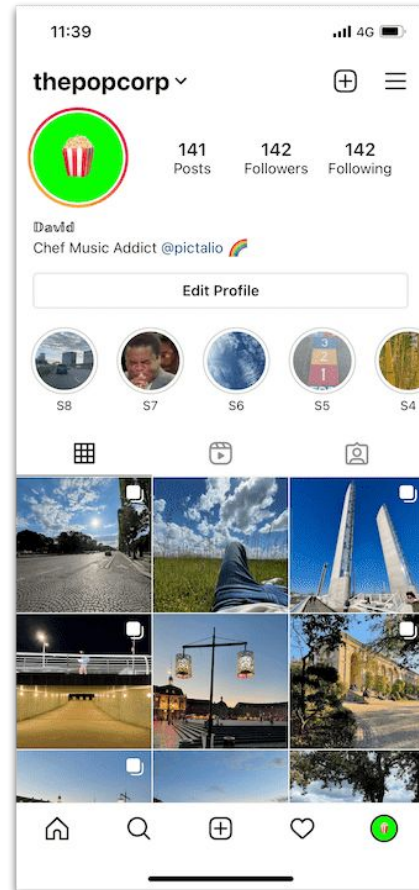 11:39
4G
thepopcorp
141 142 142
Posts Followers Following
𝔻𝕒𝕧𝕚𝕕
Chef Music Addict @pictalio 🌈
Edit Profile
S8 S7 S6 S5 S4
3
2
1